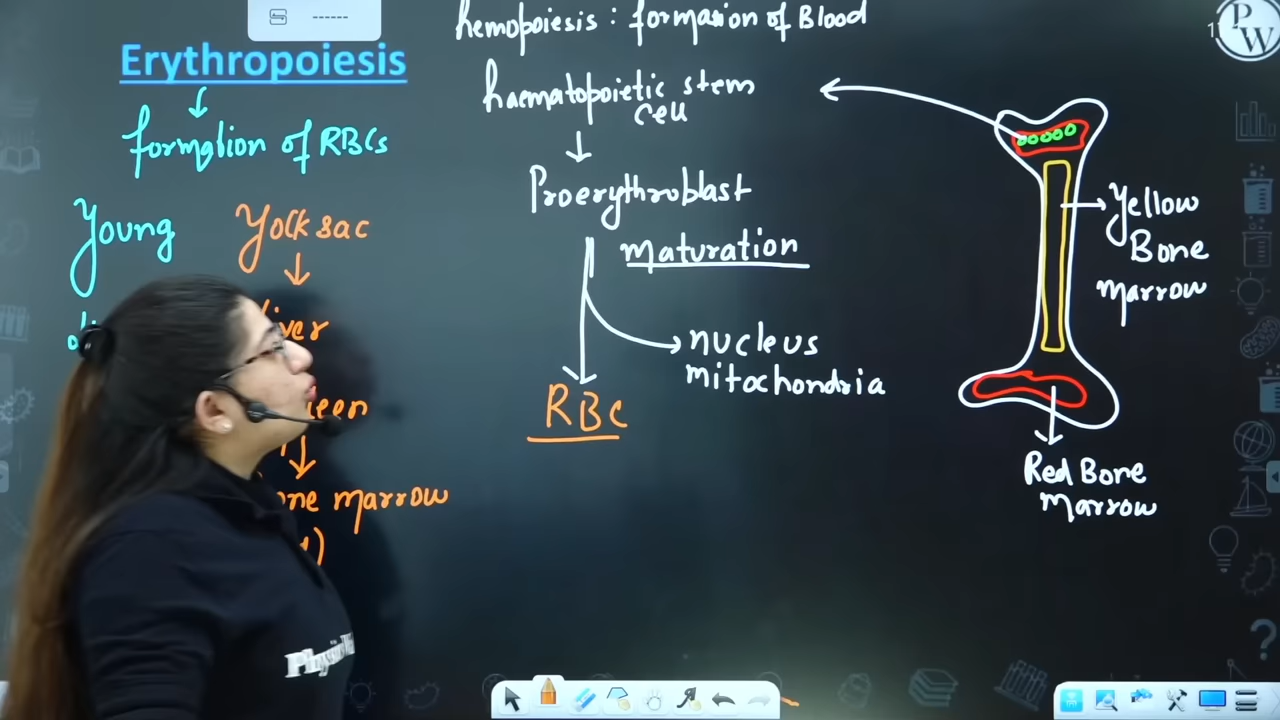 hemopoiesis : formation of Blood
Erythropoiesis
formation of RBCs
haematopoietic stem
cell
Proerythroblast
maturation
nucleus
mitochondria
RBC
Young
Yolk sac
bone marrow
Yellow
Bone
marrow
Red Bone
Marrow
P
W